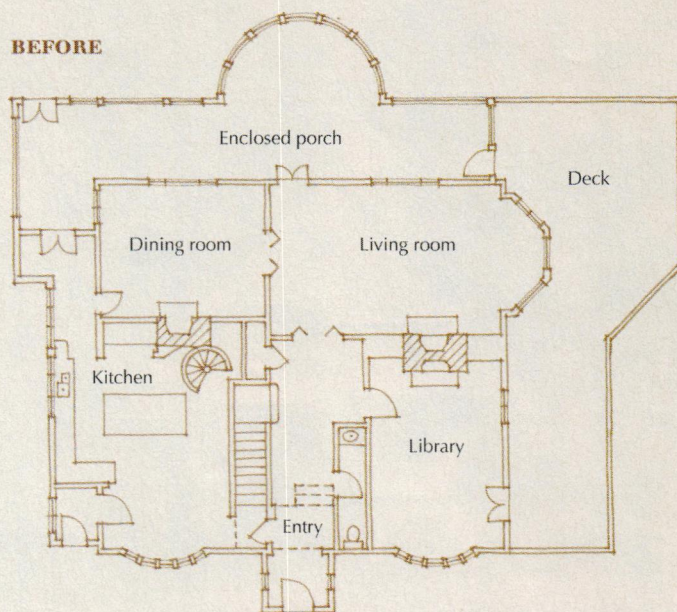 BEFORE
Enclosed porch
Deck
Dining room
Living room
Kitchen
Library
Entry